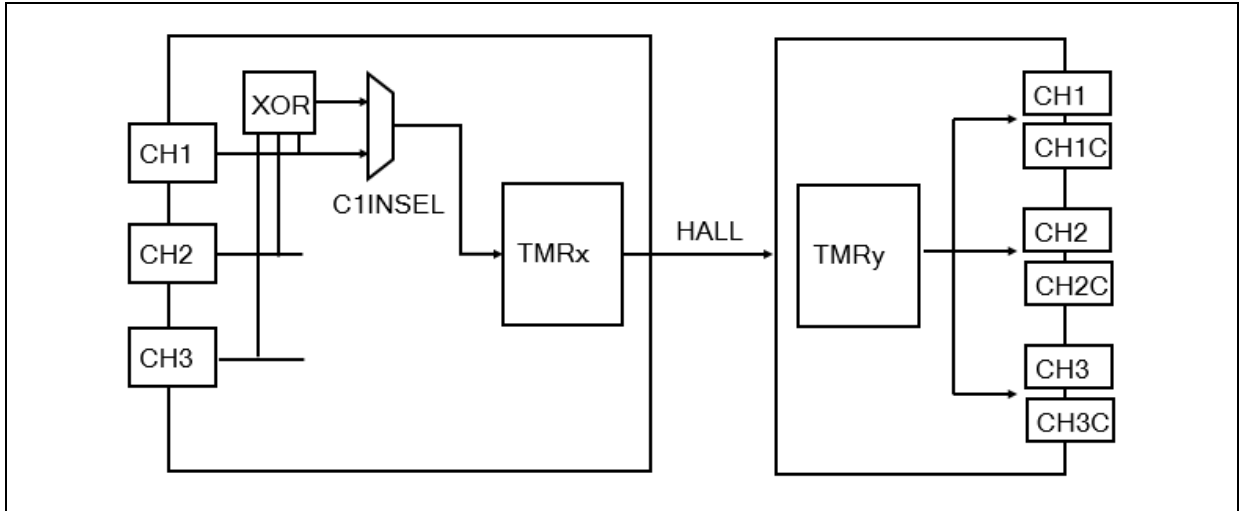 XOR
CH1
CH2
CH3
C1INSEL
TMRx
HALL
TMRy
CH1
CH1C
CH2
CH2C
CH3
CH3C